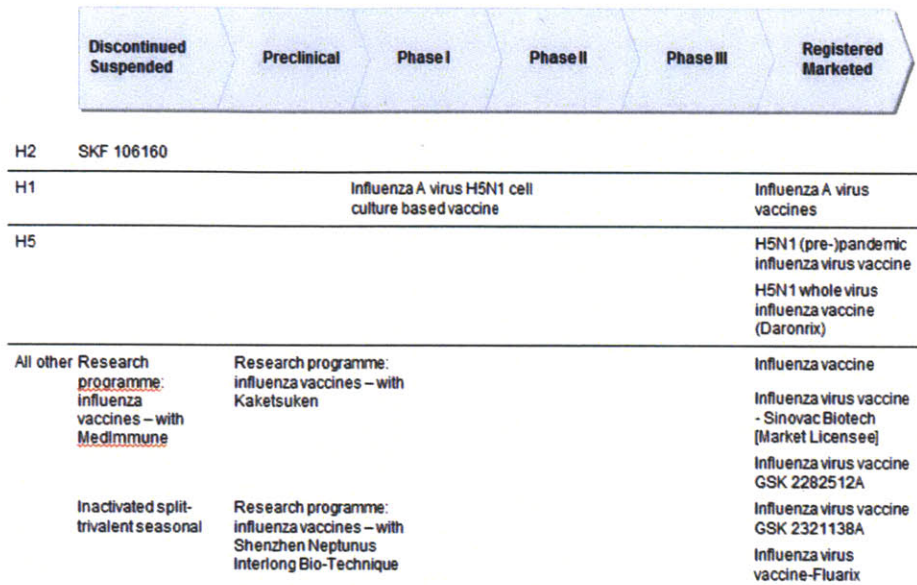 Discontinued
Suspended
Preclinical
Phase I
Phase II
Phase III
Registered
Marketed
H2
SKF 106160
H1
Influenza A virus H5N1 cell
culture based vaccine
Influenza A virus
vaccines
H5
H5N1 (pre-)pandemic
influenza virus vaccine
H5N1 whole virus
influenza vaccine
(Daronrix)
All other
Research
programme:
influenza
vaccines – with
MedImmune
Research programme:
influenza vaccines – with
Kaketsuken
Influenza vaccine
Influenza virus vaccine
- Sinovac Biotech
[Market Licensee]
Influenza virus vaccine
GSK 2282512A
Inactivated split-
trivalent seasonal
Research programme:
influenza vaccines – with
Shenzhen Neptunus
Interlong Bio-Technique
Influenza virus vaccine
GSK 2321138A
Influenza virus
vaccine-Fluarix